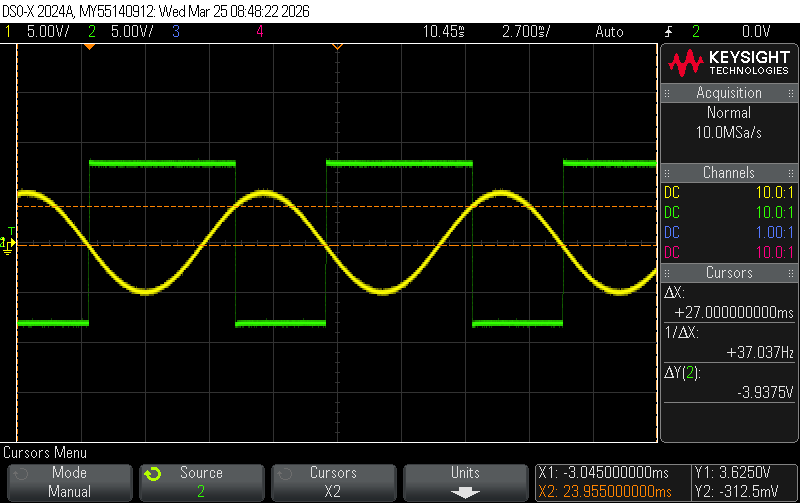 DSO-X 2024A, MY55140912: Wed Mar 25 08:48:22 2026
1 5.00V/ 2 5.00V/ 3 4 10.45ms 2.700ms/ Auto 2 0.0V
KEYSIGHT
TECHNOLOGIES
Acquisition
Normal
10.0MSa/s
Channels
DC 10.0:1
DC 10.0:1
DC 1.00:1
DC 10.0:1
Cursors
ΔX:
+27.000000000ms
1/ΔX:
+37.037Hz
ΔY(2):
-3.9375V
T
2
Cursors Menu
Mode
Manual
Source
2
Cursors
X2
Units
X1: -3.045000000ms
X2: 23.955000000ms
Y1: 3.6250V
Y2: -312.5mV